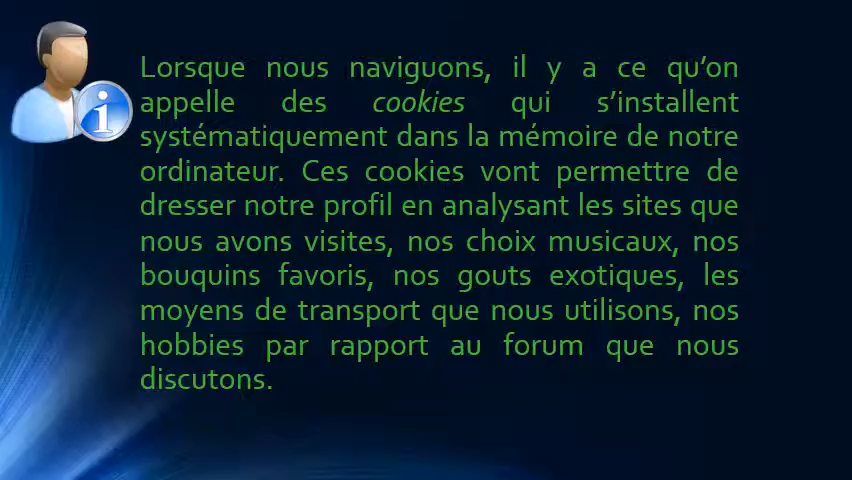 Lorsque nous naviguons, il y a ce qu’on
appelle des cookies qui s’installent
systématiquement dans la mémoire de notre
ordinateur. Ces cookies vont permettre de
dresser notre profil en analysant les sites que
nous avons visites, nos choix musicaux, nos
bouquins favoris, nos gouts exotiques, les
moyens de transport que nous utilisons, nos
hobbies par rapport au forum que nous
discutons.